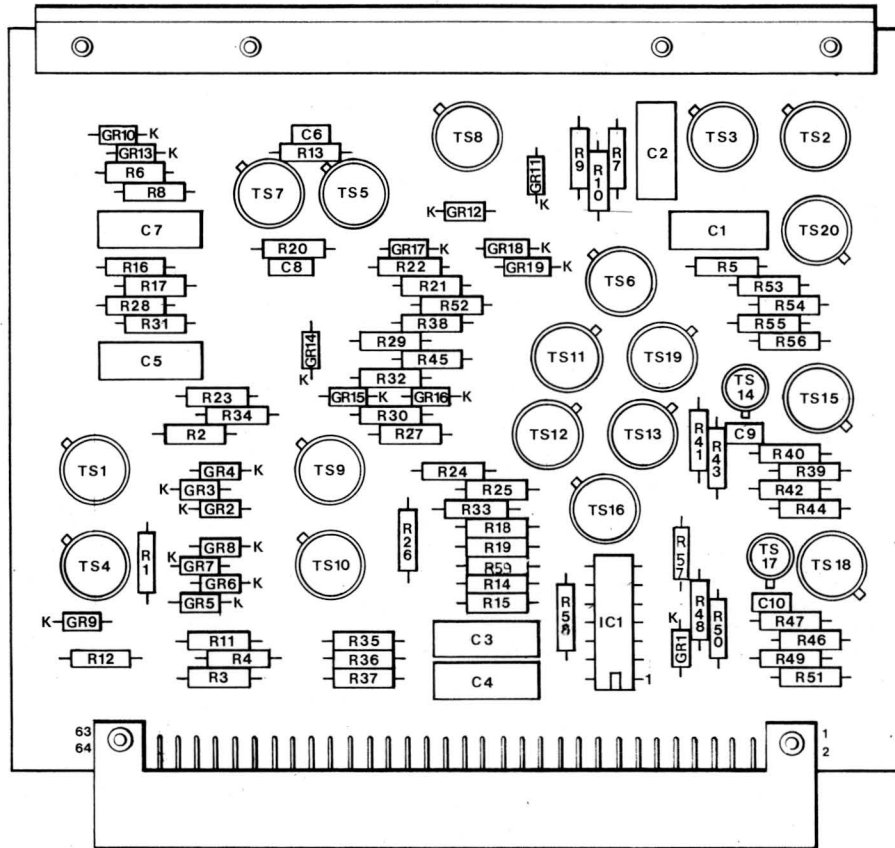 GR10 K
C6
TS8
TS3
TS2
GR13 K
R13
R9
R10
R7
C2
R6
R8
TS7
TS5
GR11
K
K GR12
C7
C1
TS20
R20
GR17 K
GR18 K
R16
C8
R22
GR19 K
R5
R17
R21
TS6
R53
R28
R52
R54
R31
R38
R55
GR14
K
R29
R56
C5
R45
TS11
TS19
R32
TS
14
TS15
R23
GR15 K
GR16 K
R34
R30
R2
R27
TS12
TS13
R41
R43
C9
R40
TS1
GR4 K
TS9
R24
R39
K GR3
R25
R42
K GR2
R33
TS16
R44
R1
R26
R18
GR8 K
R19
R57
TS
17
TS18
TS4
K
GR7
TS10
R59
GR6 K
R14
GR5 K
R15
R58
IC1
R48
R50
C10
K GR9
K
GR1
R47
R11
R35
C3
R46
R12
R4
R36
R49
R3
R37
C4
1
R51
63
64
1
2